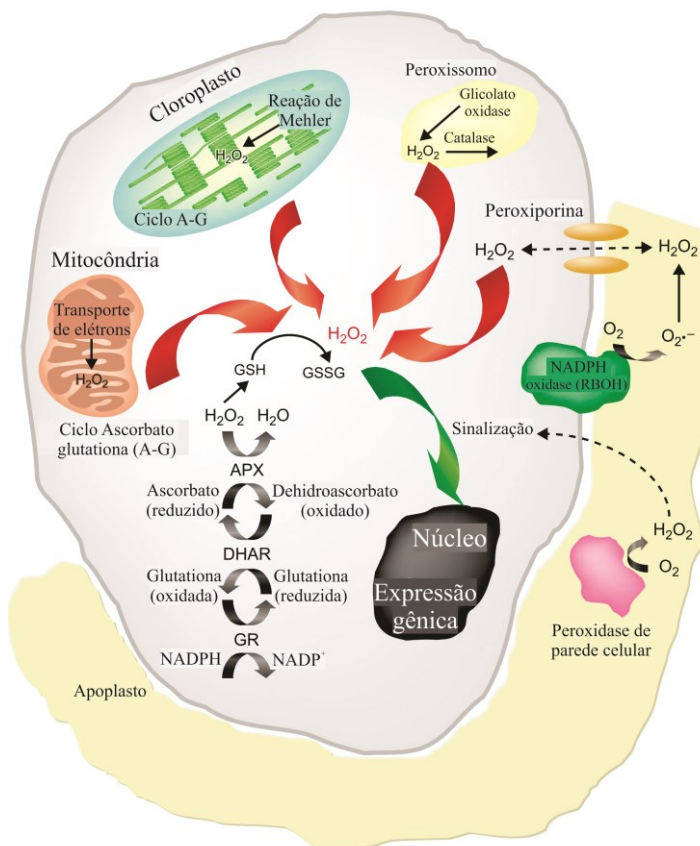 Cloroplasto
Reação de
Mehler
H₂O₂
Ciclo A-G
Peroxissomo
Glicolato
oxidase
H₂O₂
Catalase
Peroxiporina
H₂O₂
H₂O₂
Mitocôndria
Transporte
de elétrons
H₂O₂
H₂O₂
O₂
O₂•−
NADPH
oxidase (RBOH)
GSH
GSSG
H₂O₂
H₂O
Ciclo Ascorbato
glutationa (A-G)
Sinalização
APX
Ascorbato
(reduzido)
Dehidroascorbato
(oxidado)
DHAR
Glutationa
(oxidada)
Glutationa
(reduzida)
GR
NADPH
NADP⁺
Núcleo
Expressão
gênica
H₂O₂
O₂
Peroxidase de
parede celular
Apoplasto